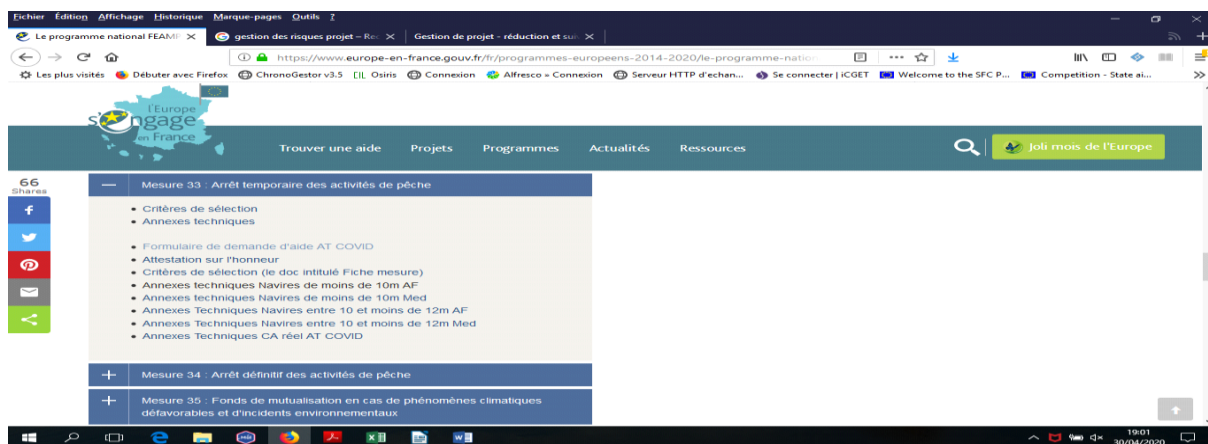 Fichier Édition Affichage Historique Marque-pages Outils ?
Le programme national FEAMP
gestion des risques projet – Rec
Gestion de projet - réduction et sui
https://www.europe-en-france.gouv.fr/fr/programmes-europeens-2014-2020/le-programme-nation
Les plus visités Débuter avec Firefox ChronoGestor v3.5 Osiris Connexion Alfresco » Connexion Serveur HTTP d'echan... Se connecter | iCGET Welcome to the SFC P... Competition - State ai...
l'Europe
s'engage
en France
Trouver une aide Projets Programmes Actualités Ressources
Joli mois de l'Europe
66
Shares
Mesure 33 : Arrêt temporaire des activités de pêche
Critères de sélection
Annexes techniques
Formulaire de demande d'aide AT COVID
Attestation sur l'honneur
Critères de sélection (le doc intitulé Fiche mesure)
Annexes techniques Navires de moins de 10m AF
Annexes techniques Navires de moins de 10m Med
Annexes Techniques Navires entre 10 et moins de 12m AF
Annexes Techniques Navires entre 10 et moins de 12m Med
Annexes Techniques CA réel AT COVID
Mesure 34 : Arrêt définitif des activités de pêche
Mesure 35 : Fonds de mutualisation en cas de phénomènes climatiques
défavorables et d'incidents environnementaux
19:01
30/04/2020